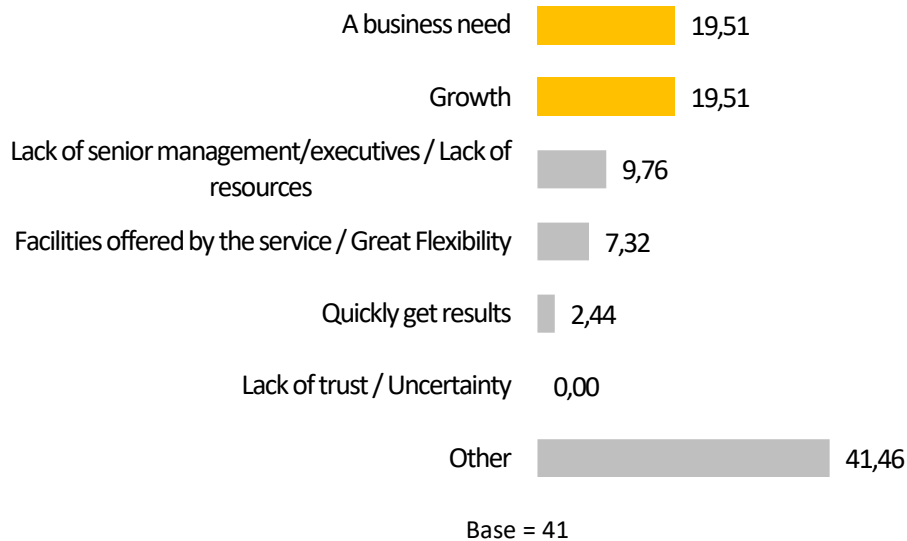 A business need 19,51
Growth 19,51
Lack of senior management/executives / Lack of
resources 9,76
Facilities offered by the service / Great Flexibility 7,32
Quickly get results 2,44
Lack of trust / Uncertainty 0,00
Other 41,46
Base = 41